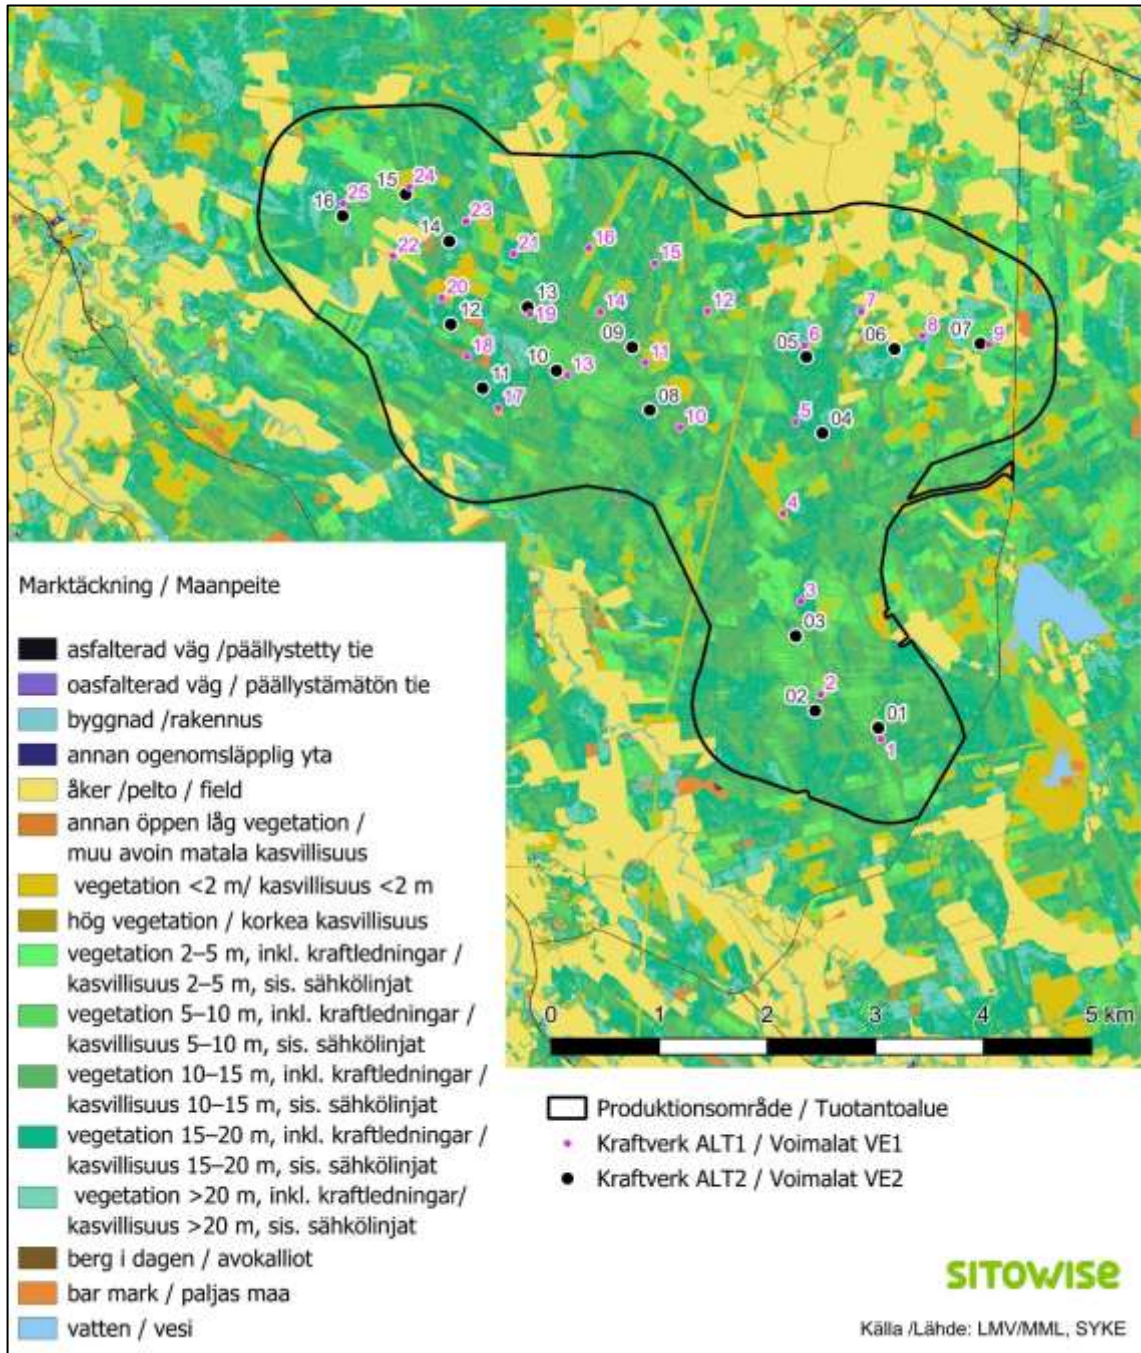 15
24
25
16
23
14
22
21
16
15
20
13
12
19
14
12
7
09
6
05
8
06
07
9
18
10
13
11
11
17
08
10
5
04
4
3
03
2
02
01
1
Marktäckning / Maanpeite
asfalterad väg /päällystetty tie
oasfalterad väg / päällystämätön tie
byggnad /rakennus
annan ogenomsläpplig yta
åker /pelto / field
annan öppen låg vegetation /
muu avoin matala kasvillisuus
vegetation <2 m/ kasvillisuus <2 m
hög vegetation / korkea kasvillisuus
vegetation 2–5 m, inkl. kraftledningar /
kasvillisuus 2–5 m, sis. sähkölinjat
vegetation 5–10 m, inkl. kraftledningar /
kasvillisuus 5–10 m, sis. sähkölinjat
vegetation 10–15 m, inkl. kraftledningar /
kasvillisuus 10–15 m, sis. sähkölinjat
vegetation 15–20 m, inkl. kraftledningar /
kasvillisuus 15–20 m, sis. sähkölinjat
vegetation >20 m, inkl. kraftledningar/
kasvillisuus >20 m, sis. sähkölinjat
berg i dagen / avokalliot
bar mark / paljas maa
vatten / vesi
0 1 2 3 4 5 km
Produktionsområde / Tuotantoalue
Kraftverk ALT1 / Voimalat VE1
Kraftverk ALT2 / Voimalat VE2
SITOWISE
Källa /Lähde: LMV/MML, SYKE